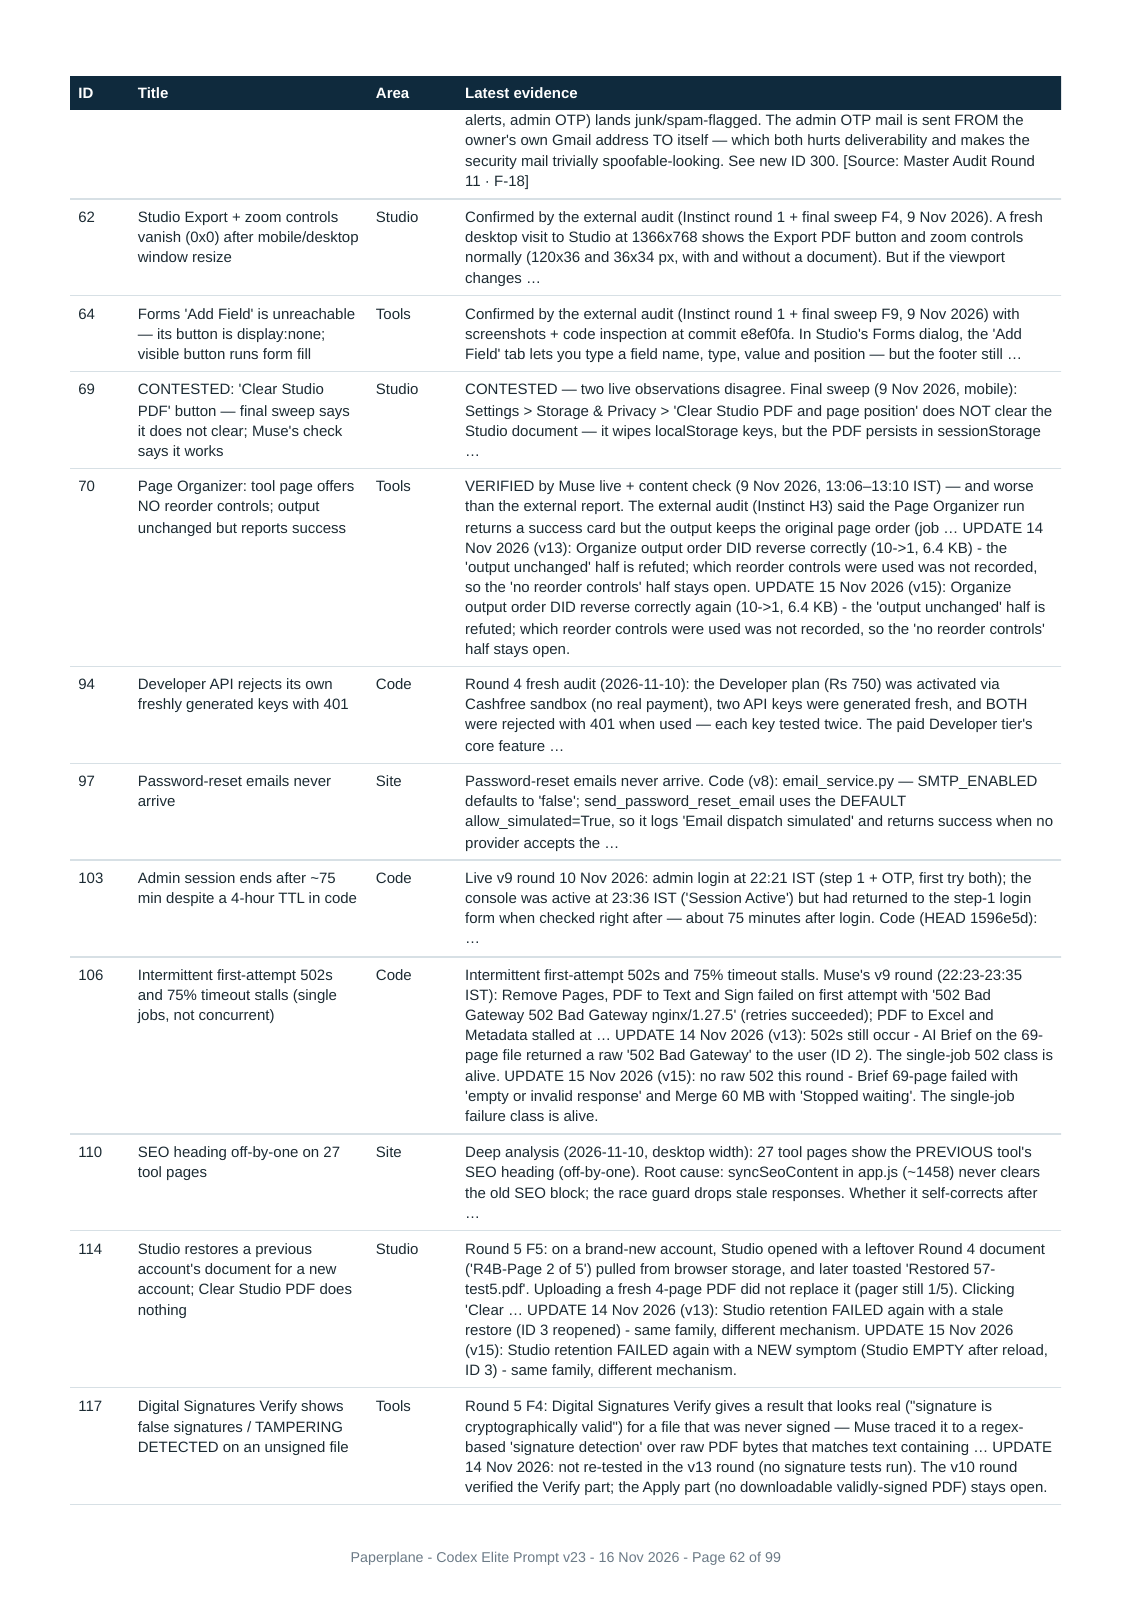 ID Title Area Latest evidence
alerts, admin OTP) lands junk/spam-flagged. The admin OTP mail is sent FROM the
owner's own Gmail address TO itself — which both hurts deliverability and makes the
security mail trivially spoofable-looking. See new ID 300. [Source: Master Audit Round
11 · F-18]
62 Studio Export + zoom controls Studio Confirmed by the external audit (Instinct round 1 + final sweep F4, 9 Nov 2026). A fresh
vanish (0x0) after mobile/desktop desktop visit to Studio at 1366x768 shows the Export PDF button and zoom controls
window resize normally (120x36 and 36x34 px, with and without a document). But if the viewport
changes …
64 Forms 'Add Field' is unreachable Tools Confirmed by the external audit (Instinct round 1 + final sweep F9, 9 Nov 2026) with
— its button is display:none; screenshots + code inspection at commit e8ef0fa. In Studio's Forms dialog, the 'Add
visible button runs form fill Field' tab lets you type a field name, type, value and position — but the footer still …
69 CONTESTED: 'Clear Studio Studio CONTESTED — two live observations disagree. Final sweep (9 Nov 2026, mobile):
PDF' button — final sweep says Settings > Storage & Privacy > 'Clear Studio PDF and page position' does NOT clear the
it does not clear; Muse's check Studio document — it wipes localStorage keys, but the PDF persists in sessionStorage
says it works …
70 Page Organizer: tool page offers Tools VERIFIED by Muse live + content check (9 Nov 2026, 13:06–13:10 IST) — and worse
NO reorder controls; output than the external report. The external audit (Instinct H3) said the Page Organizer run
unchanged but reports success returns a success card but the output keeps the original page order (job … UPDATE 14
Nov 2026 (v13): Organize output order DID reverse correctly (10->1, 6.4 KB) - the
'output unchanged' half is refuted; which reorder controls were used was not recorded,
so the 'no reorder controls' half stays open. UPDATE 15 Nov 2026 (v15): Organize
output order DID reverse correctly again (10->1, 6.4 KB) - the 'output unchanged' half is
refuted; which reorder controls were used was not recorded, so the 'no reorder controls'
half stays open.
94 Developer API rejects its own Code Round 4 fresh audit (2026-11-10): the Developer plan (Rs 750) was activated via
freshly generated keys with 401 Cashfree sandbox (no real payment), two API keys were generated fresh, and BOTH
were rejected with 401 when used — each key tested twice. The paid Developer tier's
core feature …
97 Password-reset emails never Site Password-reset emails never arrive. Code (v8): email_service.py — SMTP_ENABLED
arrive defaults to 'false'; send_password_reset_email uses the DEFAULT
allow_simulated=True, so it logs 'Email dispatch simulated' and returns success when no
provider accepts the …
103 Admin session ends after ~75 Code Live v9 round 10 Nov 2026: admin login at 22:21 IST (step 1 + OTP, first try both); the
min despite a 4-hour TTL in code console was active at 23:36 IST ('Session Active') but had returned to the step-1 login
form when checked right after — about 75 minutes after login. Code (HEAD 1596e5d):
…
106 Intermittent first-attempt 502s Code Intermittent first-attempt 502s and 75% timeout stalls. Muse's v9 round (22:23-23:35
and 75% timeout stalls (single IST): Remove Pages, PDF to Text and Sign failed on first attempt with '502 Bad
jobs, not concurrent) Gateway 502 Bad Gateway nginx/1.27.5' (retries succeeded); PDF to Excel and
Metadata stalled at … UPDATE 14 Nov 2026 (v13): 502s still occur - AI Brief on the 69-
page file returned a raw '502 Bad Gateway' to the user (ID 2). The single-job 502 class is
alive. UPDATE 15 Nov 2026 (v15): no raw 502 this round - Brief 69-page failed with
'empty or invalid response' and Merge 60 MB with 'Stopped waiting'. The single-job
failure class is alive.
110 SEO heading off-by-one on 27 Site Deep analysis (2026-11-10, desktop width): 27 tool pages show the PREVIOUS tool's
tool pages SEO heading (off-by-one). Root cause: syncSeoContent in app.js (~1458) never clears
the old SEO block; the race guard drops stale responses. Whether it self-corrects after
…
114 Studio restores a previous Studio Round 5 F5: on a brand-new account, Studio opened with a leftover Round 4 document
account's document for a new ('R4B-Page 2 of 5') pulled from browser storage, and later toasted 'Restored 57-
account; Clear Studio PDF does test5.pdf'. Uploading a fresh 4-page PDF did not replace it (pager still 1/5). Clicking
nothing 'Clear … UPDATE 14 Nov 2026 (v13): Studio retention FAILED again with a stale
restore (ID 3 reopened) - same family, different mechanism. UPDATE 15 Nov 2026
(v15): Studio retention FAILED again with a NEW symptom (Studio EMPTY after reload,
ID 3) - same family, different mechanism.
117 Digital Signatures Verify shows Tools Round 5 F4: Digital Signatures Verify gives a result that looks real ("signature is
false signatures / TAMPERING cryptographically valid") for a file that was never signed — Muse traced it to a regex-
DETECTED on an unsigned file based 'signature detection' over raw PDF bytes that matches text containing … UPDATE
14 Nov 2026: not re-tested in the v13 round (no signature tests run). The v10 round
verified the Verify part; the Apply part (no downloadable validly-signed PDF) stays open.
Paperplane - Codex Elite Prompt v23 - 16 Nov 2026 - Page 62 of 99